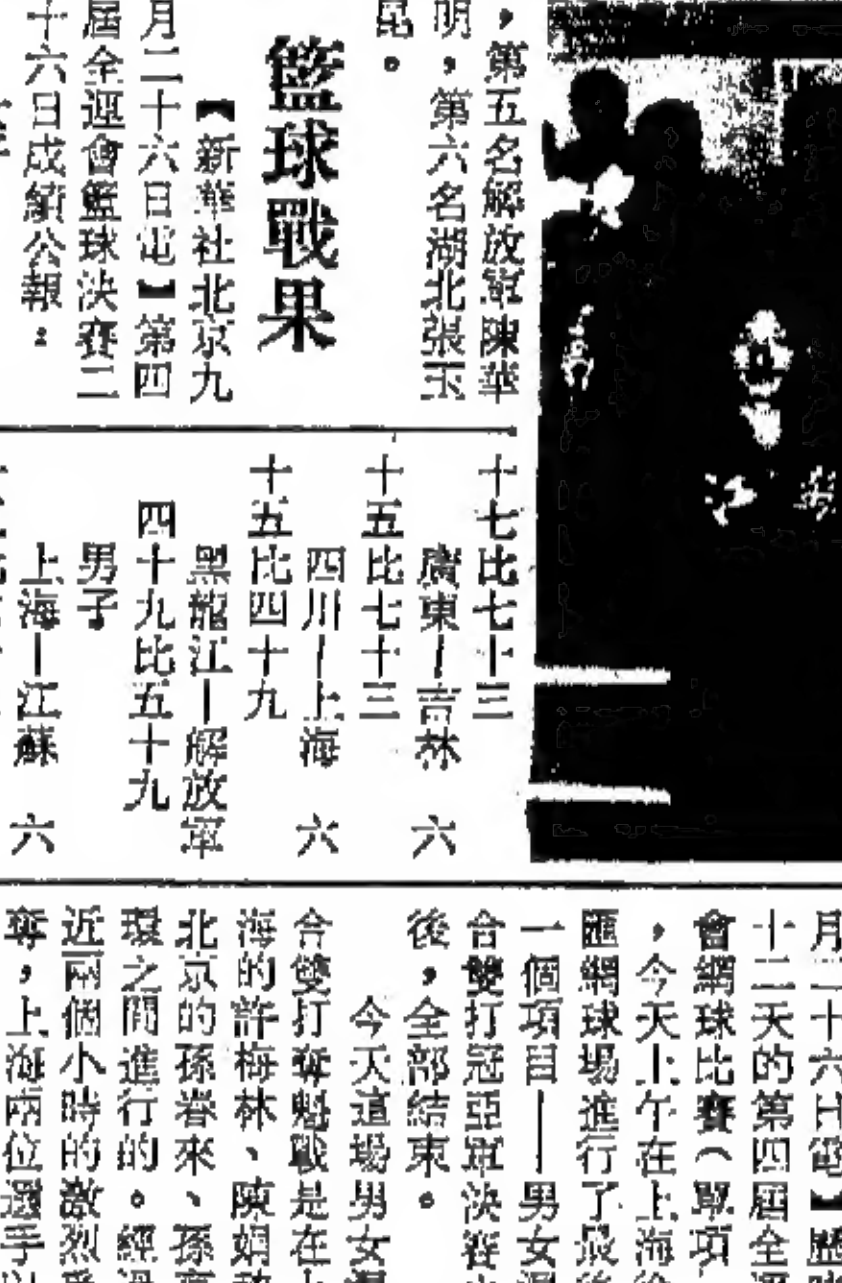 ，第五名解放軍陳華
明，第六名湖北張玉
昆。
籃球戰果
【新華社北京九
月二十六日電】第四
屆全運會籃球決賽二
十六日成績公報：
十七比七十三
廣東—吉林　六
十五比七十三
四川—上海　六
十五比四十九
黑龍江—解放軍
四十九比五十九
男子
上海—江蘇　六
月二十六日電】歷
十二天的第四屆全
會網球比賽（單項
，今天上午在上海
匯網球場進行了最
一個項目——男女
合雙打冠亞軍決賽
後，全部結束。
今天這場男女混
合雙打奪魁戰是在上
海的許梅林、陳娟
北京的孫春來、孫
環之間進行的。經過
近兩個小時的激烈爭
奪，上海兩位選手以